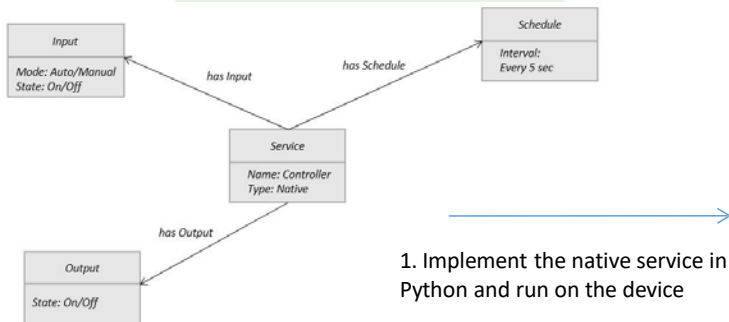 Input
Mode: Auto/Manual
State: On/Off
has Input
has Schedule
Schedule
Interval:
Every 5 sec
Service
Name: Controller
Type: Native
has Output
Output
State: On/Off
1. Implement the native service in
Python and run on the device